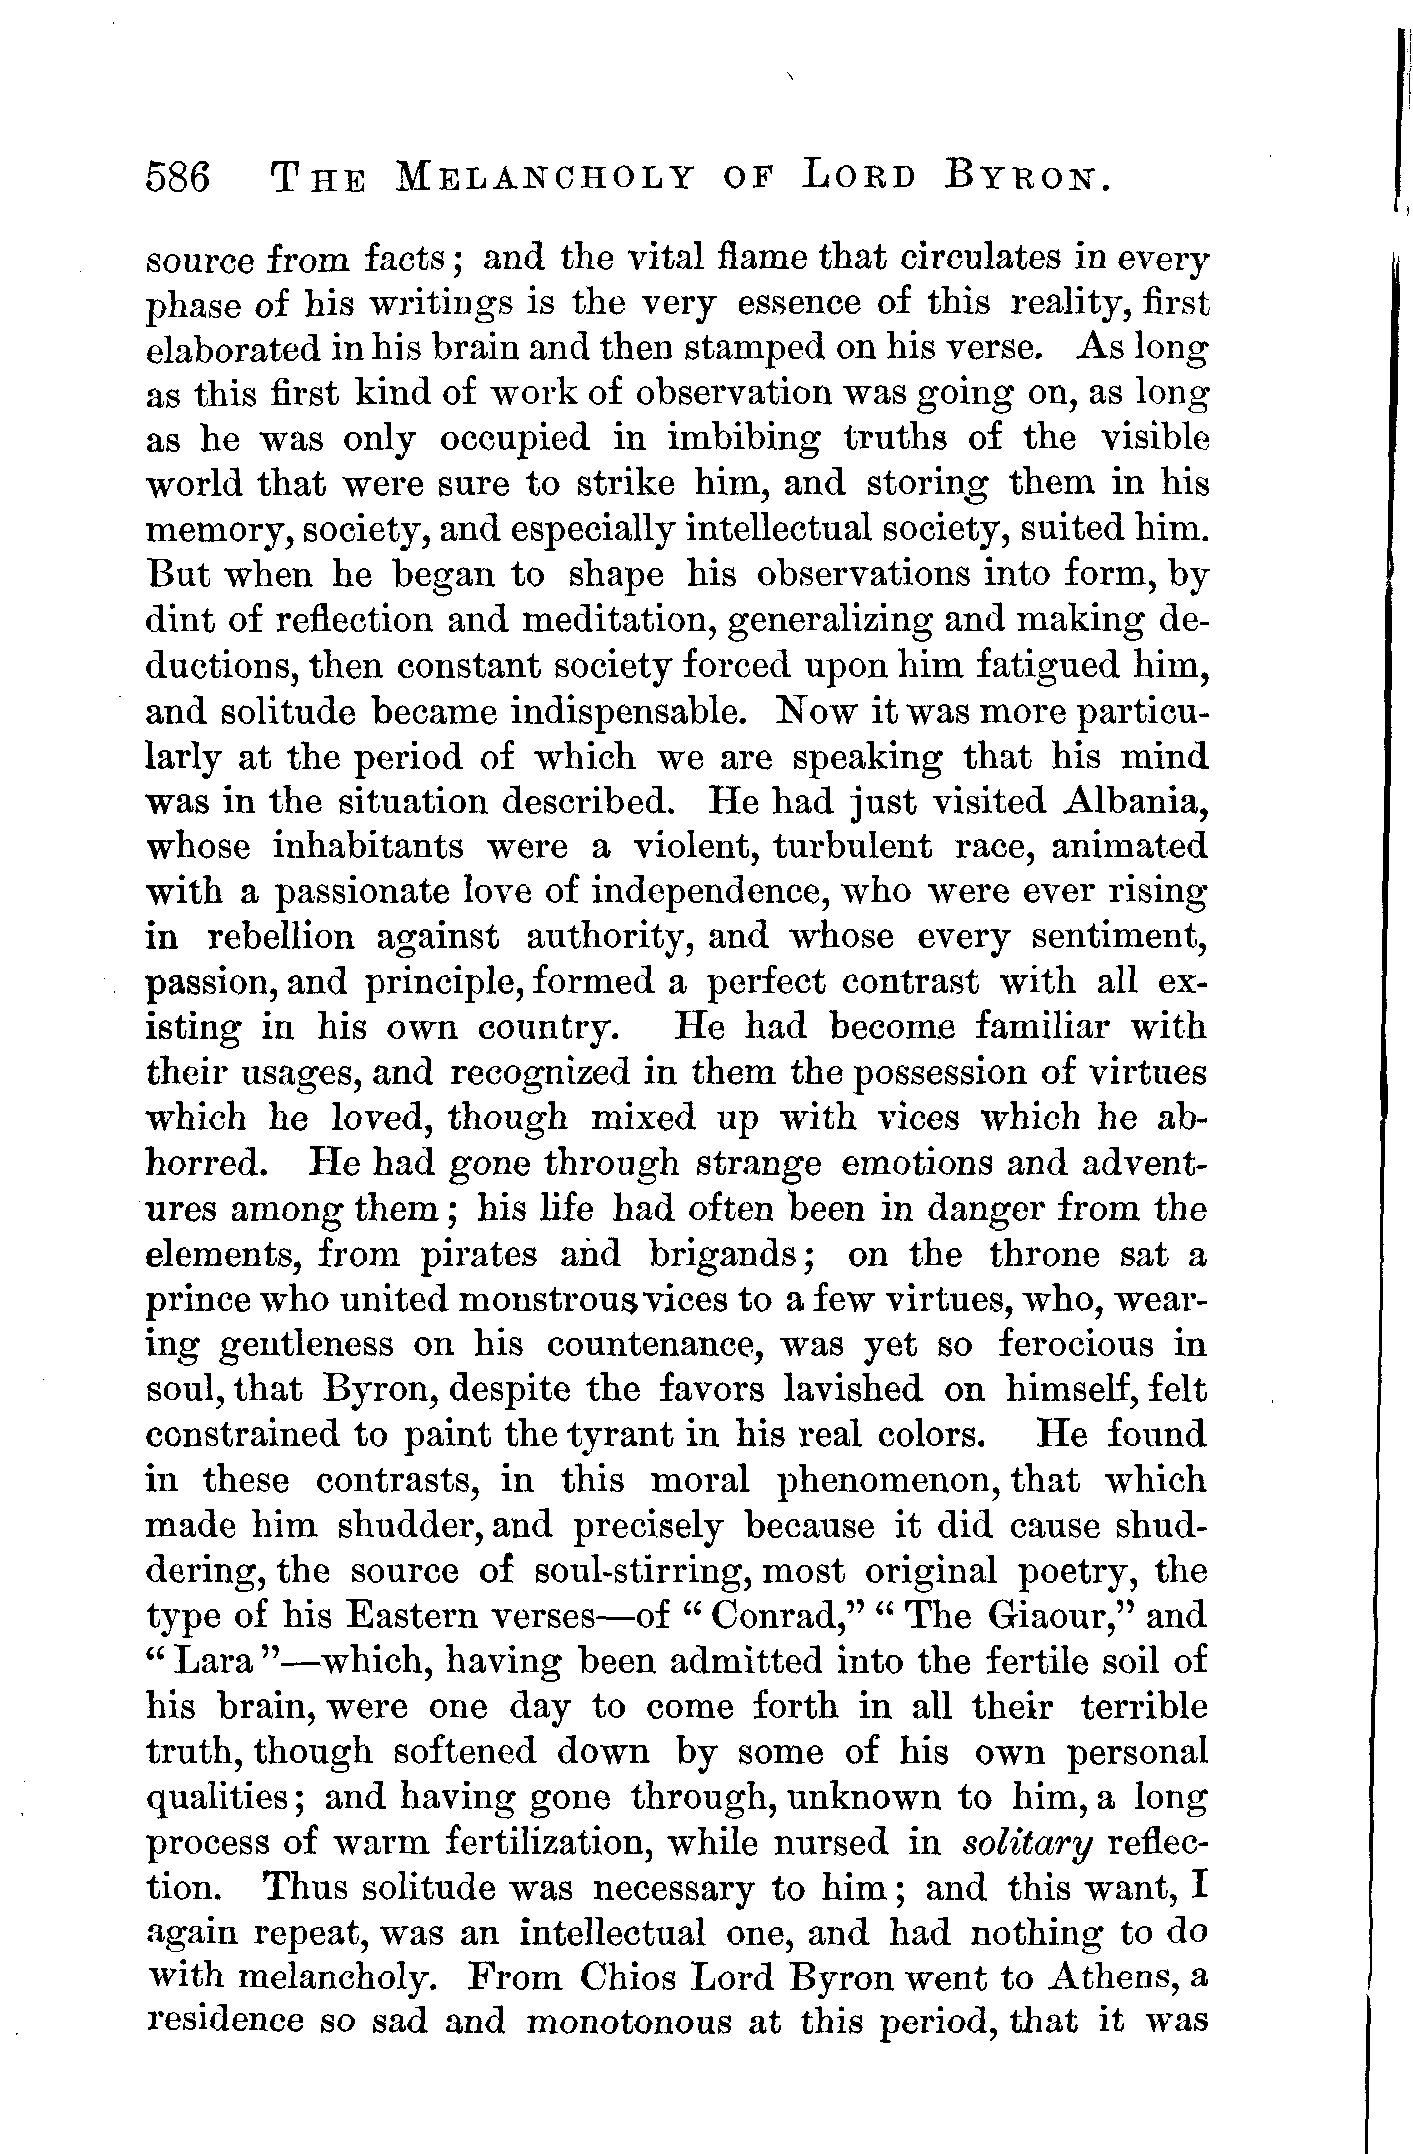 586 THE MELANCHOLY OF LORD BYRON.
source from facts; and the vital flame that circulates in every
phase of his writings is the very essence of this reality, first
elaborated in his brain and then stamped on his verse. As long
as this first kind of work of observation was going on, as long
as he was only occupied in imbibing truths of the visible
world that were sure to strike him, and storing them in his
memory, society, and especially intellectual society, suited him.
But when he began to shape his observations into form, by
dint of reflection and meditation, generalizing and making de-
ductions, then constant society forced upon him fatigued him,
and solitude became indispensable. Now it was more particu-
larly at the period of which we are speaking that his mind
was in the situation described. He had just visited Albania,
whose inhabitants were a violent, turbulent race, animated
with a passionate love of independence, who were ever rising
in rebellion against authority, and whose every sentiment,
passion, and principle, formed a perfect contrast with all ex-
isting in his own country. He had become familiar with
their usages, and recognized in them the possession of virtues
which he loved, though mixed up with vices which he ab-
horred. He had gone through strange emotions and advent-
ures among them; his life had often been in danger from the
elements, from pirates and brigands; on the throne sat a
prince who united monstrous vices to a few virtues, who, wear-
ing gentleness on his countenance, was yet so ferocious in
soul, that Byron, despite the favors lavished on himself, felt
constrained to paint the tyrant in his real colors. He found
in these contrasts, in this moral phenomenon, that which
made him shudder, and precisely because it did cause shud-
dering, the source of soul-stirring, most original poetry, the
type of his Eastern verses—of "Conrad," "The Giaour," and
"Lara"—which, having been admitted into the fertile soil of
his brain, were one day to come forth in all their terrible
truth, though softened down by some of his own personal
qualities; and having gone through, unknown to him, a long
process of warm fertilization, while nursed in solitary reflec-
tion. Thus solitude was necessary to him; and this want, I
again repeat, was an intellectual one, and had nothing to do
with melancholy. From Chios Lord Byron went to Athens, a
residence so sad and monotonous at this period, that it was